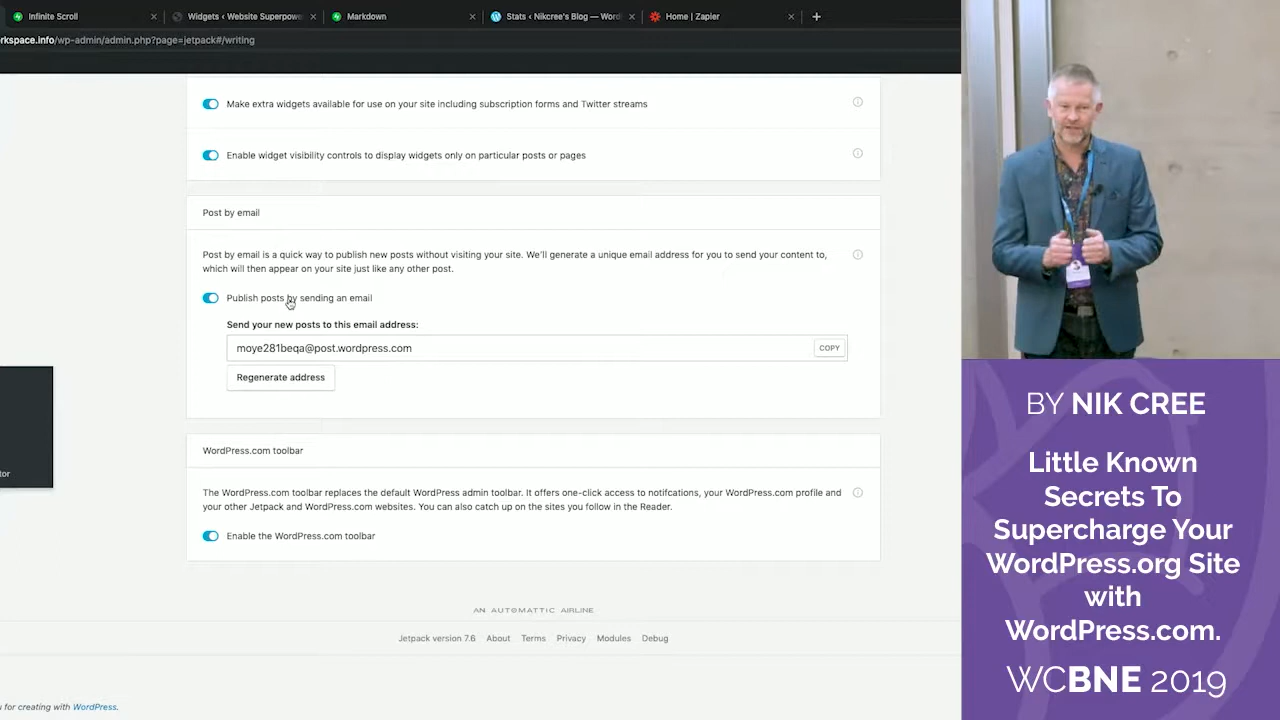 Infinite Scroll
Widgets ‹ Website Superpowe
Markdown
Stats ‹ Nikcree's Blog — Word
Home | Zapier
rkspace.info/wp-admin/admin.php?page=jetpack#/writing
Make extra widgets available for use on your site including subscription forms and Twitter streams
Enable widget visibility controls to display widgets only on particular posts or pages
Post by email
Post by email is a quick way to publish new posts without visiting your site. We'll generate a unique email address for you to send your content to,
which will then appear on your site just like any other post.
Publish posts by sending an email
Send your new posts to this email address:
moye281beqa@post.wordpress.com
COPY
Regenerate address
WordPress.com toolbar
tor
The WordPress.com toolbar replaces the default WordPress admin toolbar. It offers one-click access to notifcations, your WordPress.com profile and
your other Jetpack and WordPress.com websites. You can also catch up on the sites you follow in the Reader.
Enable the WordPress.com toolbar
AN AUTOMATTIC AIRLINE
Jetpack version 7.6 About Terms Privacy Modules Debug
u for creating with WordPress.
BY NIK CREE
Little Known
Secrets To
Supercharge Your
WordPress.org Site
with
WordPress.com.
WCBNE 2019